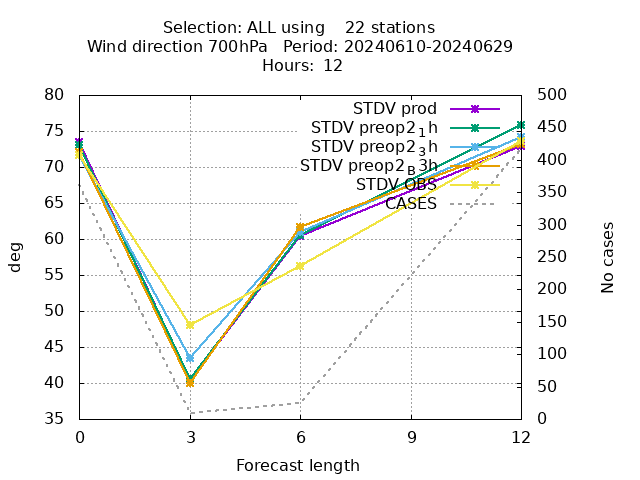 Selection: ALL using    22 stations
Wind direction 700hPa   Period: 20240610-20240629
Hours:  12
80
75
70
65
60
55
50
45
40
35
deg
500
450
400
350
300
250
200
150
100
50
0
No cases
STDV prod
STDV preop2_1h
STDV preop2_3h
STDV preop2_B3h
STDV OBS
CASES
0 3 6 9 12
Forecast length